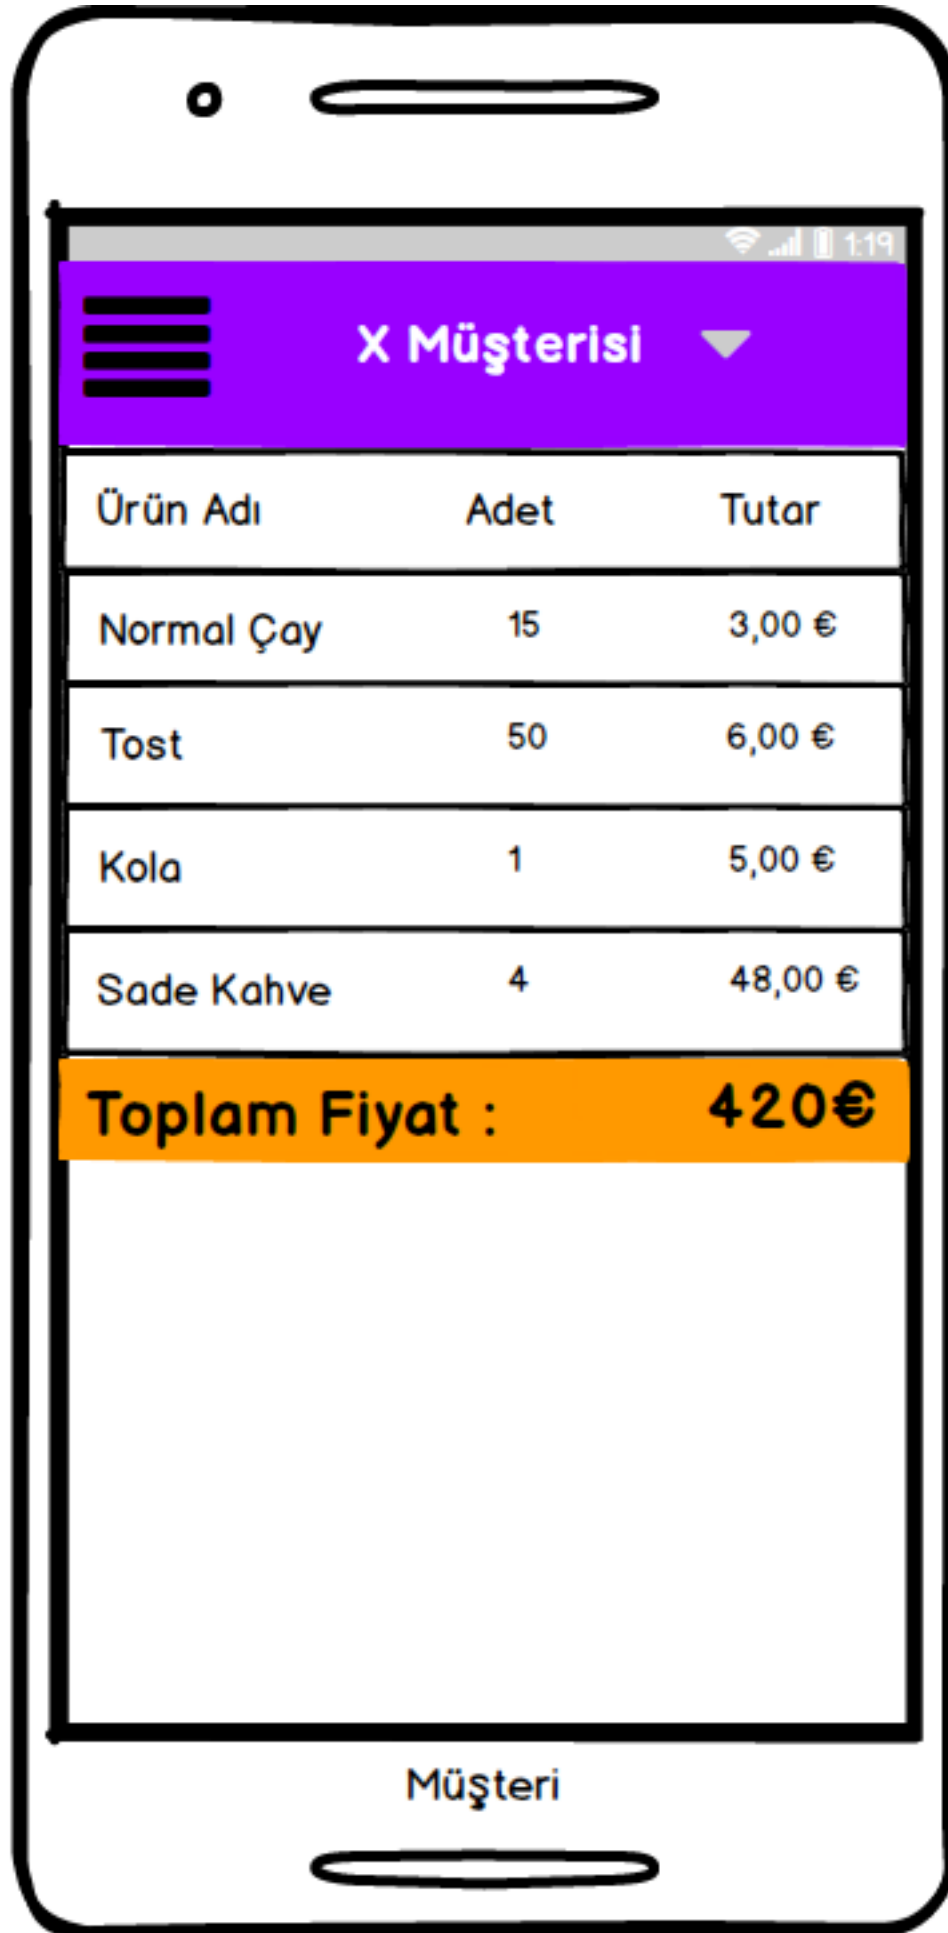 1:19
X Müşterisi
Ürün Adı Adet Tutar
Normal Çay 15 3,00 €
Tost 50 6,00 €
Kola 1 5,00 €
Sade Kahve 4 48,00 €
Toplam Fiyat : 420€
Müşteri